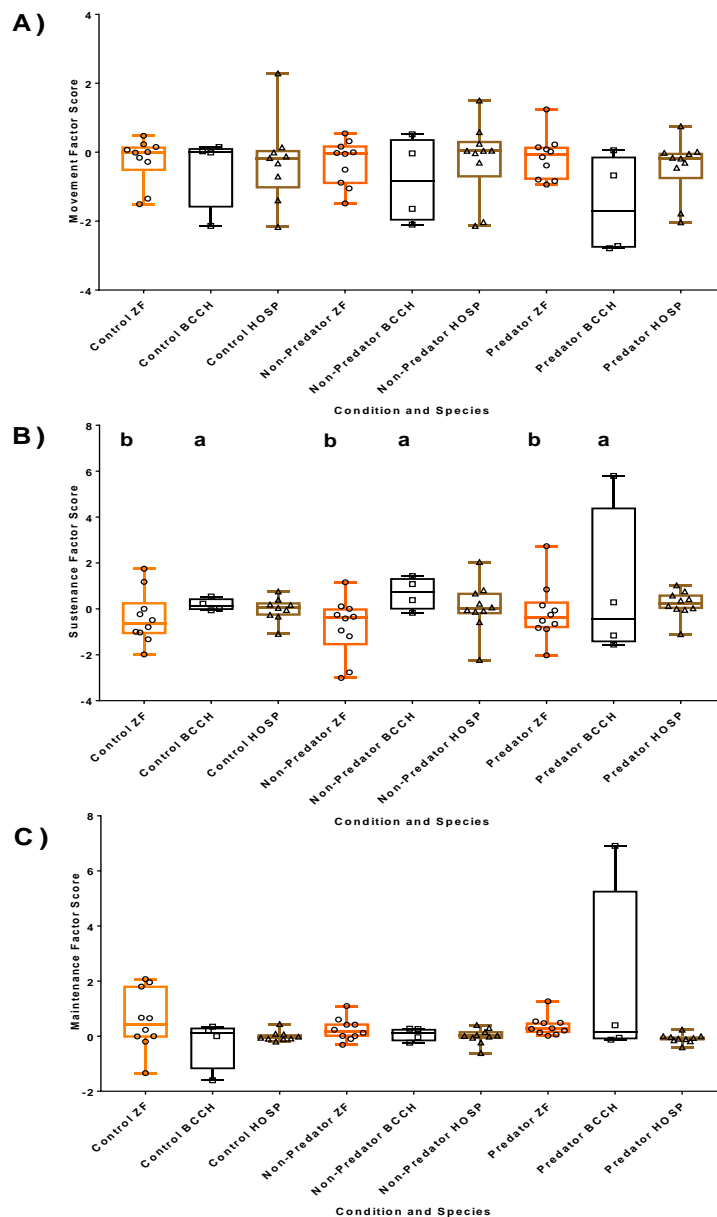 A)
4
2
0
-2
-4
Movement Factor Score
Control ZF
Control BCCH
Control HOSP
Non-Predator ZF
Non-Predator BCCH
Non-Predator HOSP
Predator ZF
Predator BCCH
Predator HOSP
Condition and Species
B)
b a b a b a
8
6
4
2
0
-2
-4
Sustenance Factor Score
Control ZF
Control BCCH
Control HOSP
Non-Predator ZF
Non-Predator BCCH
Non-Predator HOSP
Predator ZF
Predator BCCH
Predator HOSP
Condition and Species
C)
8
6
4
2
0
-2
Maintenance Factor Score
Control ZF
Control BCCH
Control HOSP
Non-Predator ZF
Non-Predator BCCH
Non-Predator HOSP
Predator ZF
Predator BCCH
Predator HOSP
Condition and Species